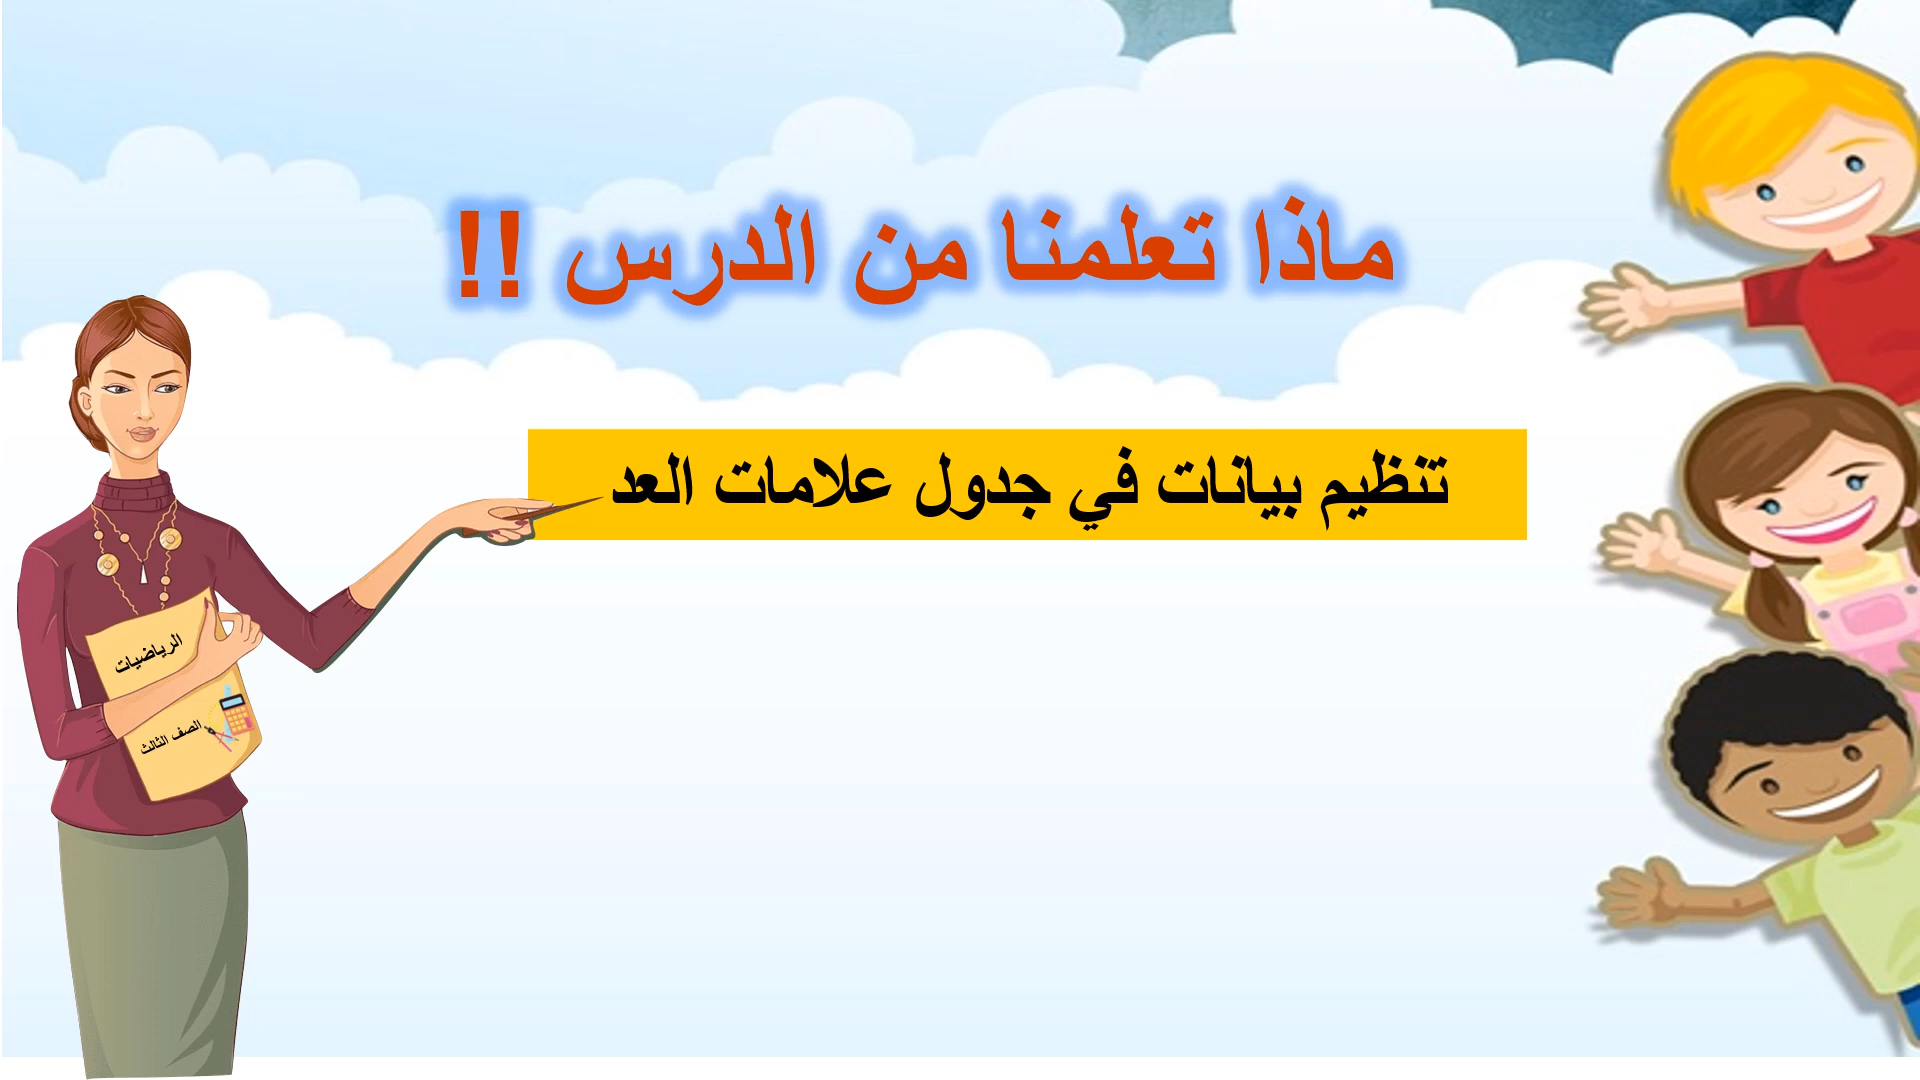 ماذا تعلمنا من الدرس !!
تنظيم بيانات في جدول علامات العد
الرياضيات
الصف الثالث